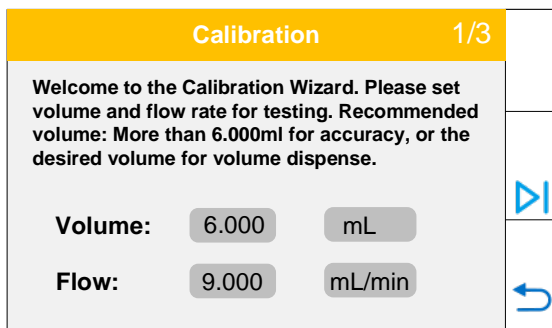 Calibration 1/3
Welcome to the Calibration Wizard. Please set
volume and flow rate for testing. Recommended
volume: More than 6.000ml for accuracy, or the
desired volume for volume dispense.
Volume: 6.000 mL
Flow: 9.000 mL/min